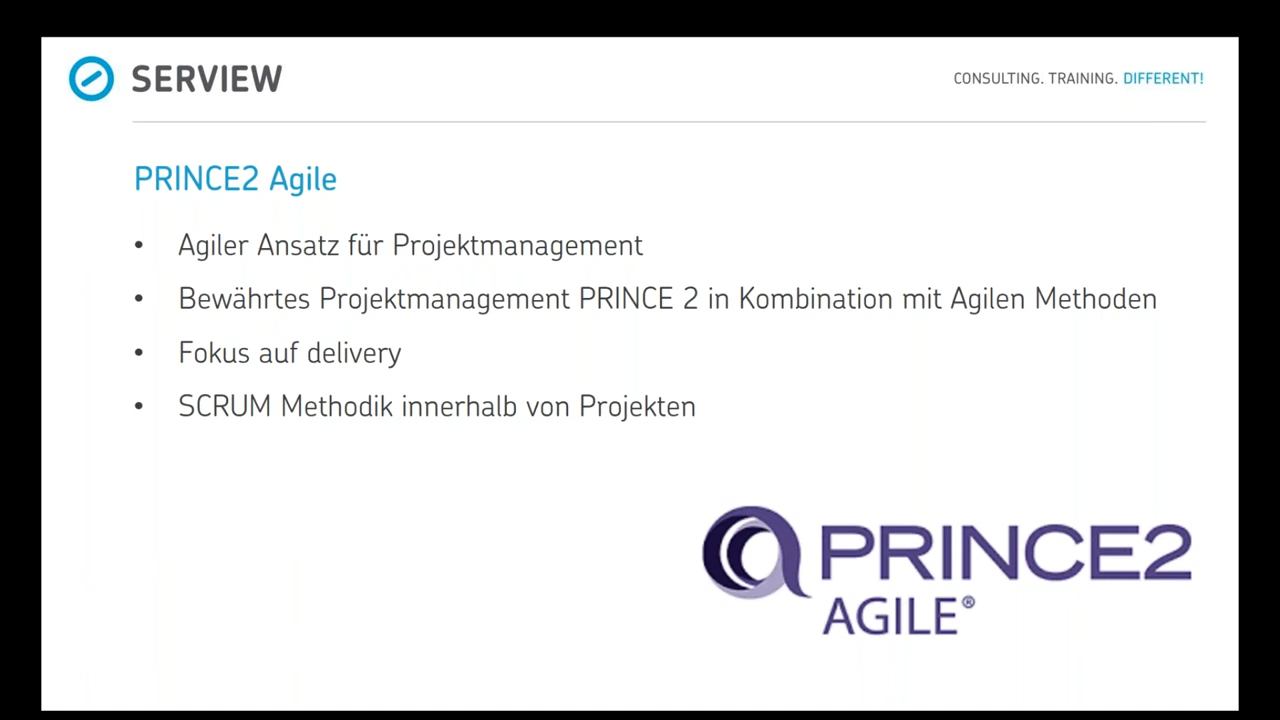 SERVIEW
CONSULTING. TRAINING. DIFFERENT!
PRINCE2 Agile
• Agiler Ansatz für Projektmanagement
• Bewährtes Projektmanagement PRINCE 2 in Kombination mit Agilen Methoden
• Fokus auf delivery
• SCRUM Methodik innerhalb von Projekten
PRINCE2
AGILE®